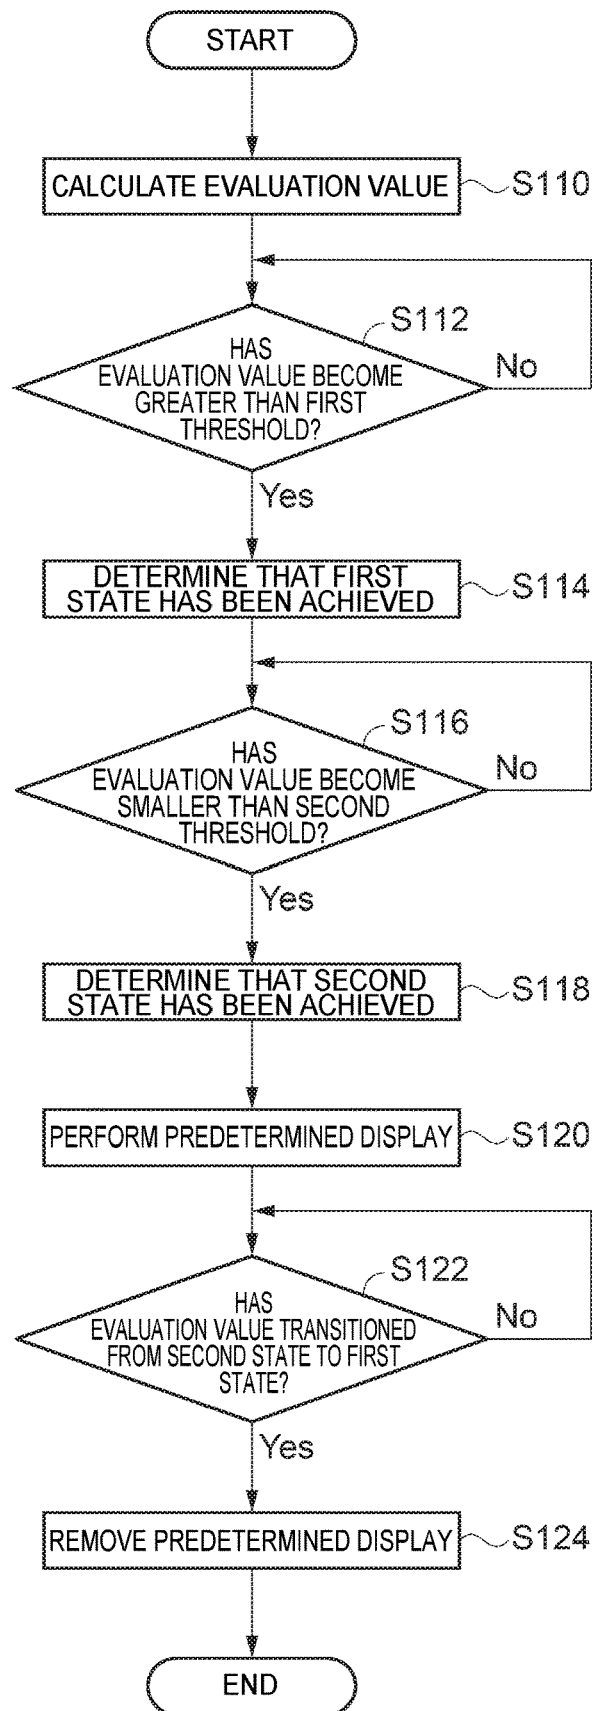 START
CALCULATE EVALUATION VALUE
S110
S112
HAS
EVALUATION VALUE BECOME
GREATER THAN FIRST
THRESHOLD?
No
Yes
DETERMINE THAT FIRST
STATE HAS BEEN ACHIEVED
S114
S116
HAS
EVALUATION VALUE BECOME
SMALLER THAN SECOND
THRESHOLD?
No
Yes
DETERMINE THAT SECOND
STATE HAS BEEN ACHIEVED
S118
PERFORM PREDETERMINED DISPLAY
S120
S122
HAS
EVALUATION VALUE TRANSITIONED
FROM SECOND STATE TO FIRST
STATE?
No
Yes
REMOVE PREDETERMINED DISPLAY
S124
END